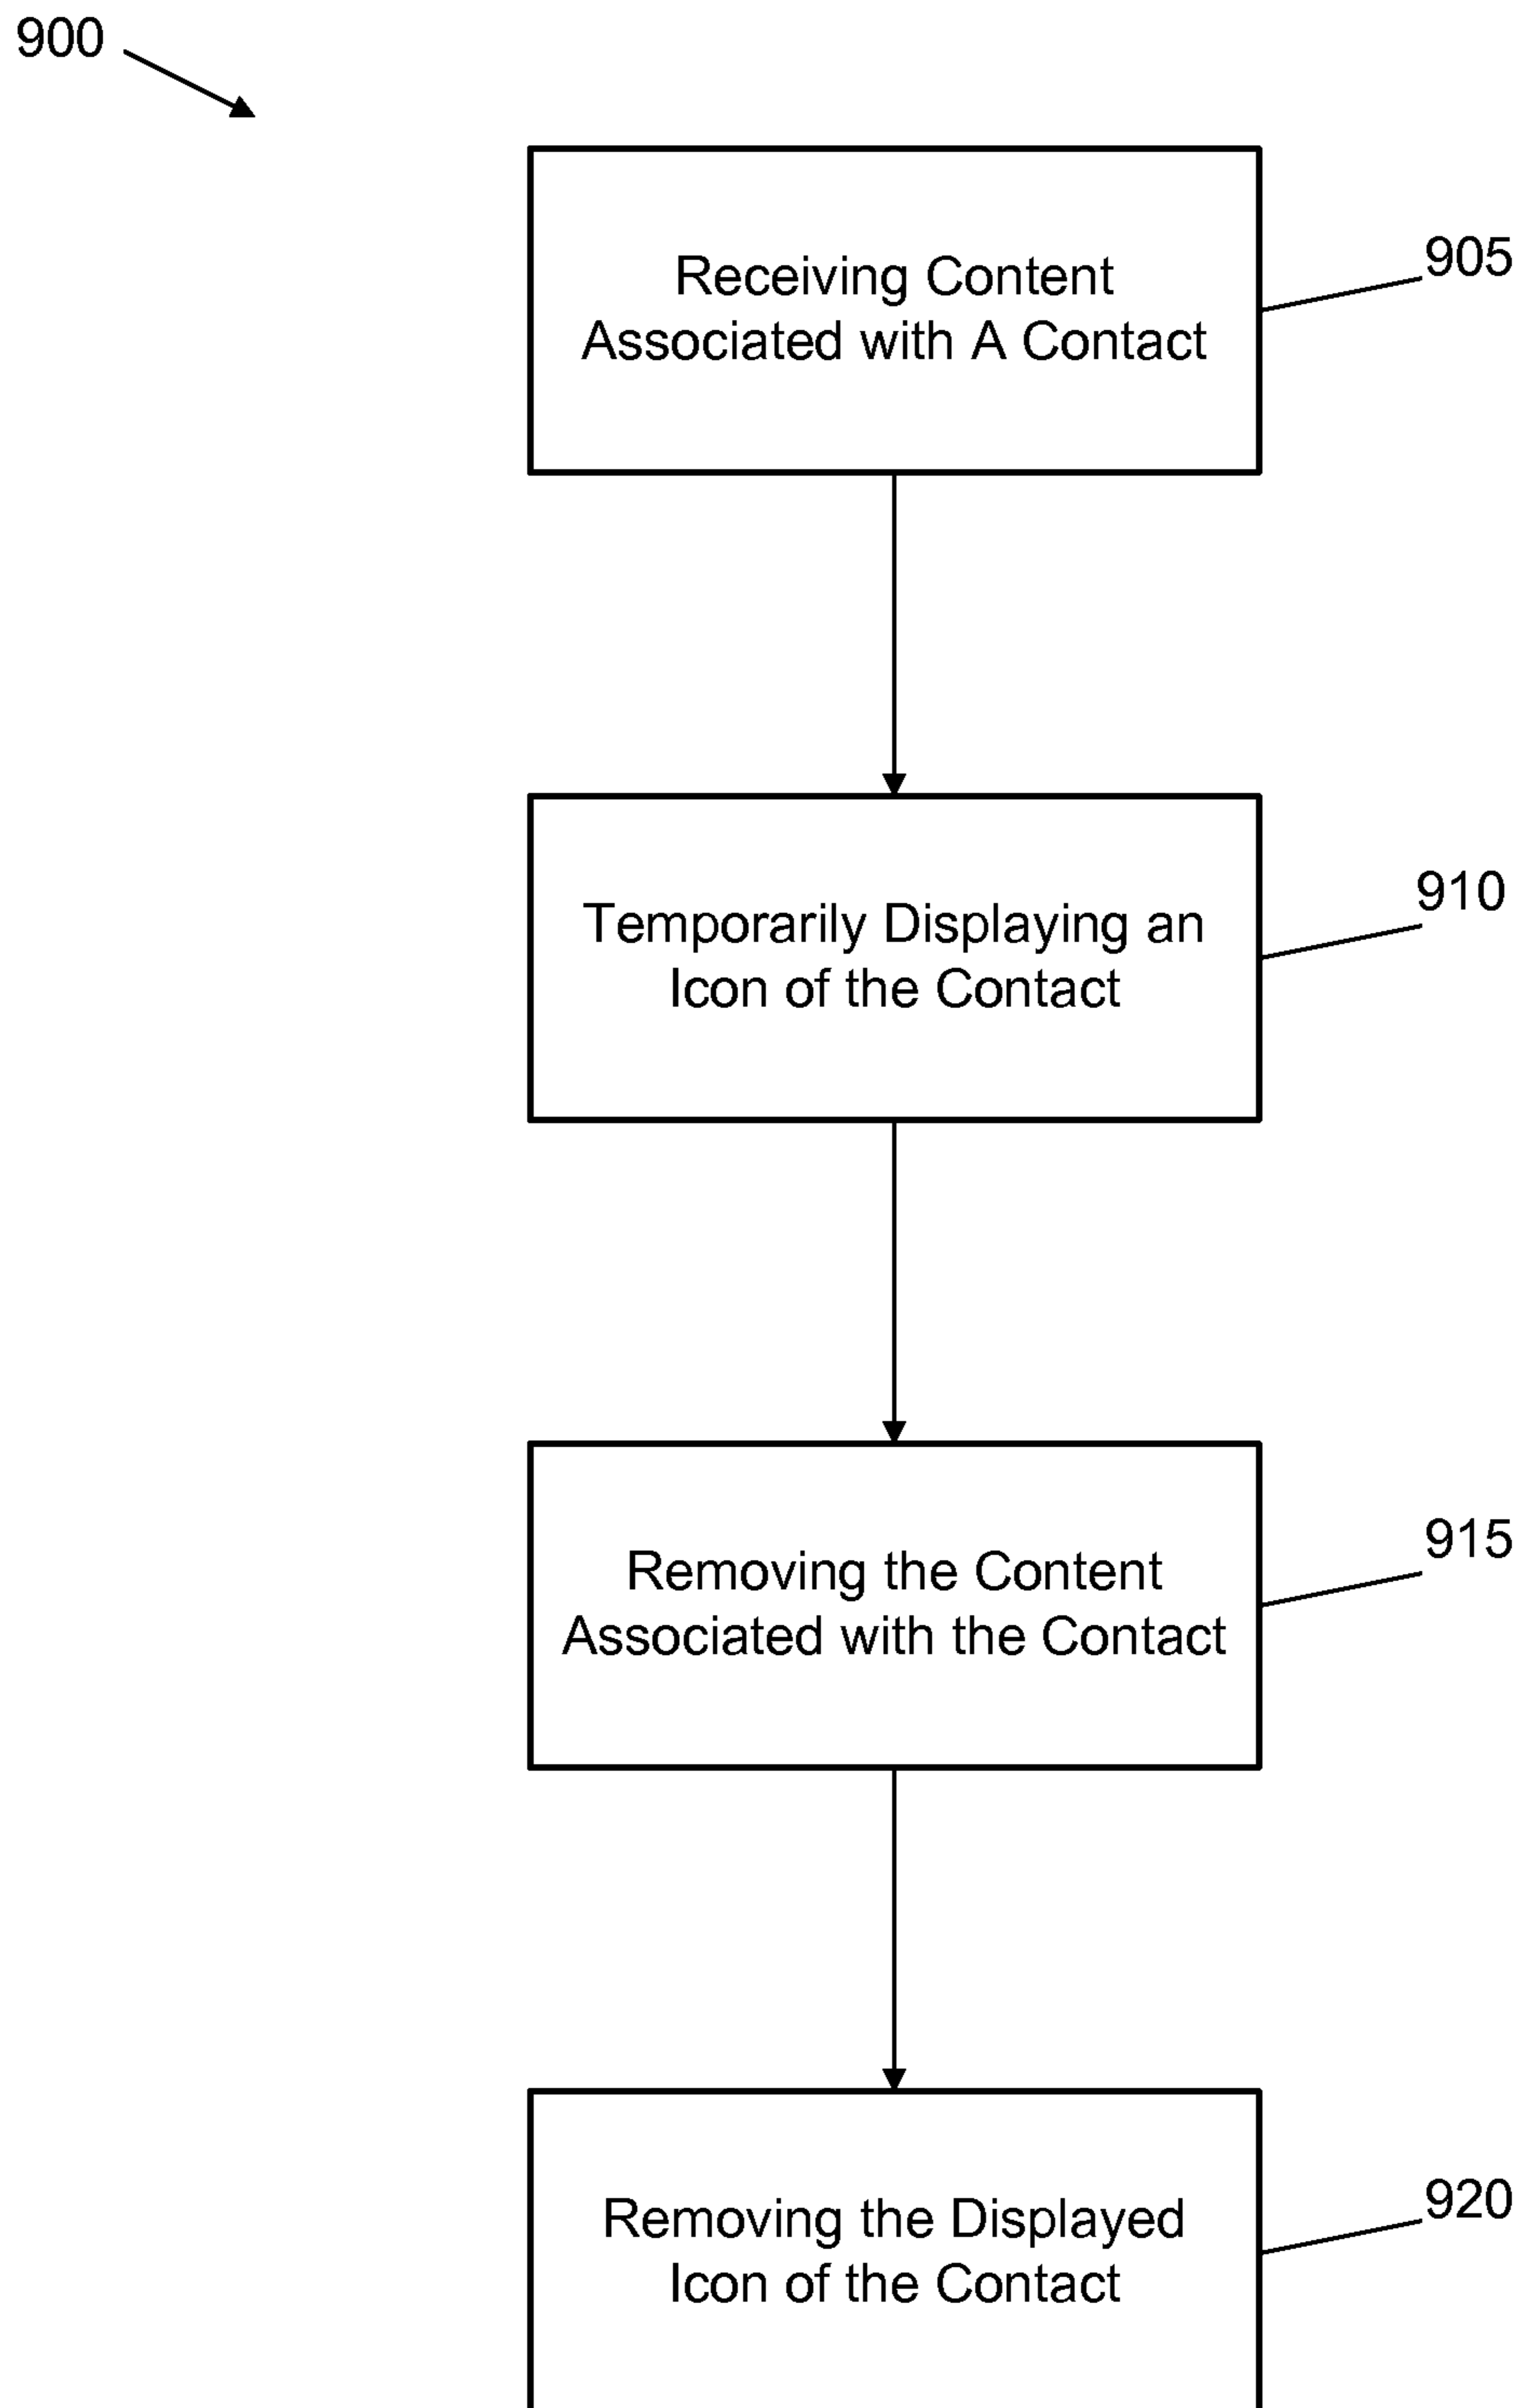 900
Receiving Content
Associated with A Contact
905
Temporarily Displaying an
Icon of the Contact
910
Removing the Content
Associated with the Contact
915
Removing the Displayed
Icon of the Contact
920